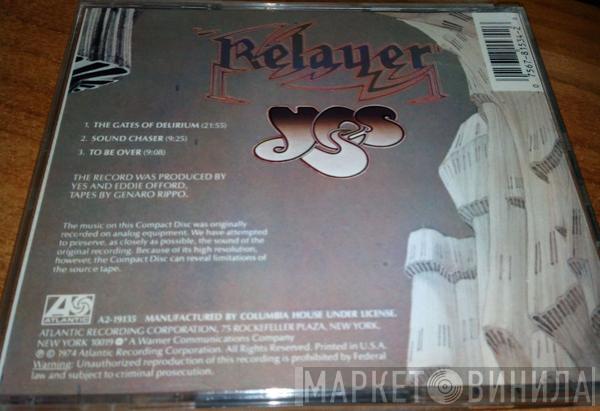 Relayer
yes
0 7567-81534-2 8
1. THE GATES OF DELIRIUM (21:55)
2. SOUND CHASER (9:25)
3. TO BE OVER (9:08)
THE RECORD WAS PRODUCED BY
YES AND EDDIE OFFORD,
TAPES BY GENARO RIPPO.
The music on this Compact Disc was originally
recorded on analog equipment. We have attempted
to preserve, as closely as possible, the sound of the
original recording. Because of its high resolution,
however, the Compact Disc can reveal limitations of
the source tape.
ATLANTIC
A2-19135 MANUFACTURED BY COLUMBIA HOUSE UNDER LICENSE.
ATLANTIC RECORDING CORPORATION, 75 ROCKEFELLER PLAZA, NEW YORK,
NEW YORK 10019 A Warner Communications Company
℗ © 1974 Atlantic Recording Corporation. All Rights Reserved. Printed in U.S.A.
Warning: Unauthorized reproduction of this recording is prohibited by Federal
law and subject to criminal prosecution.
МАРКЕТ ВИНИЛА